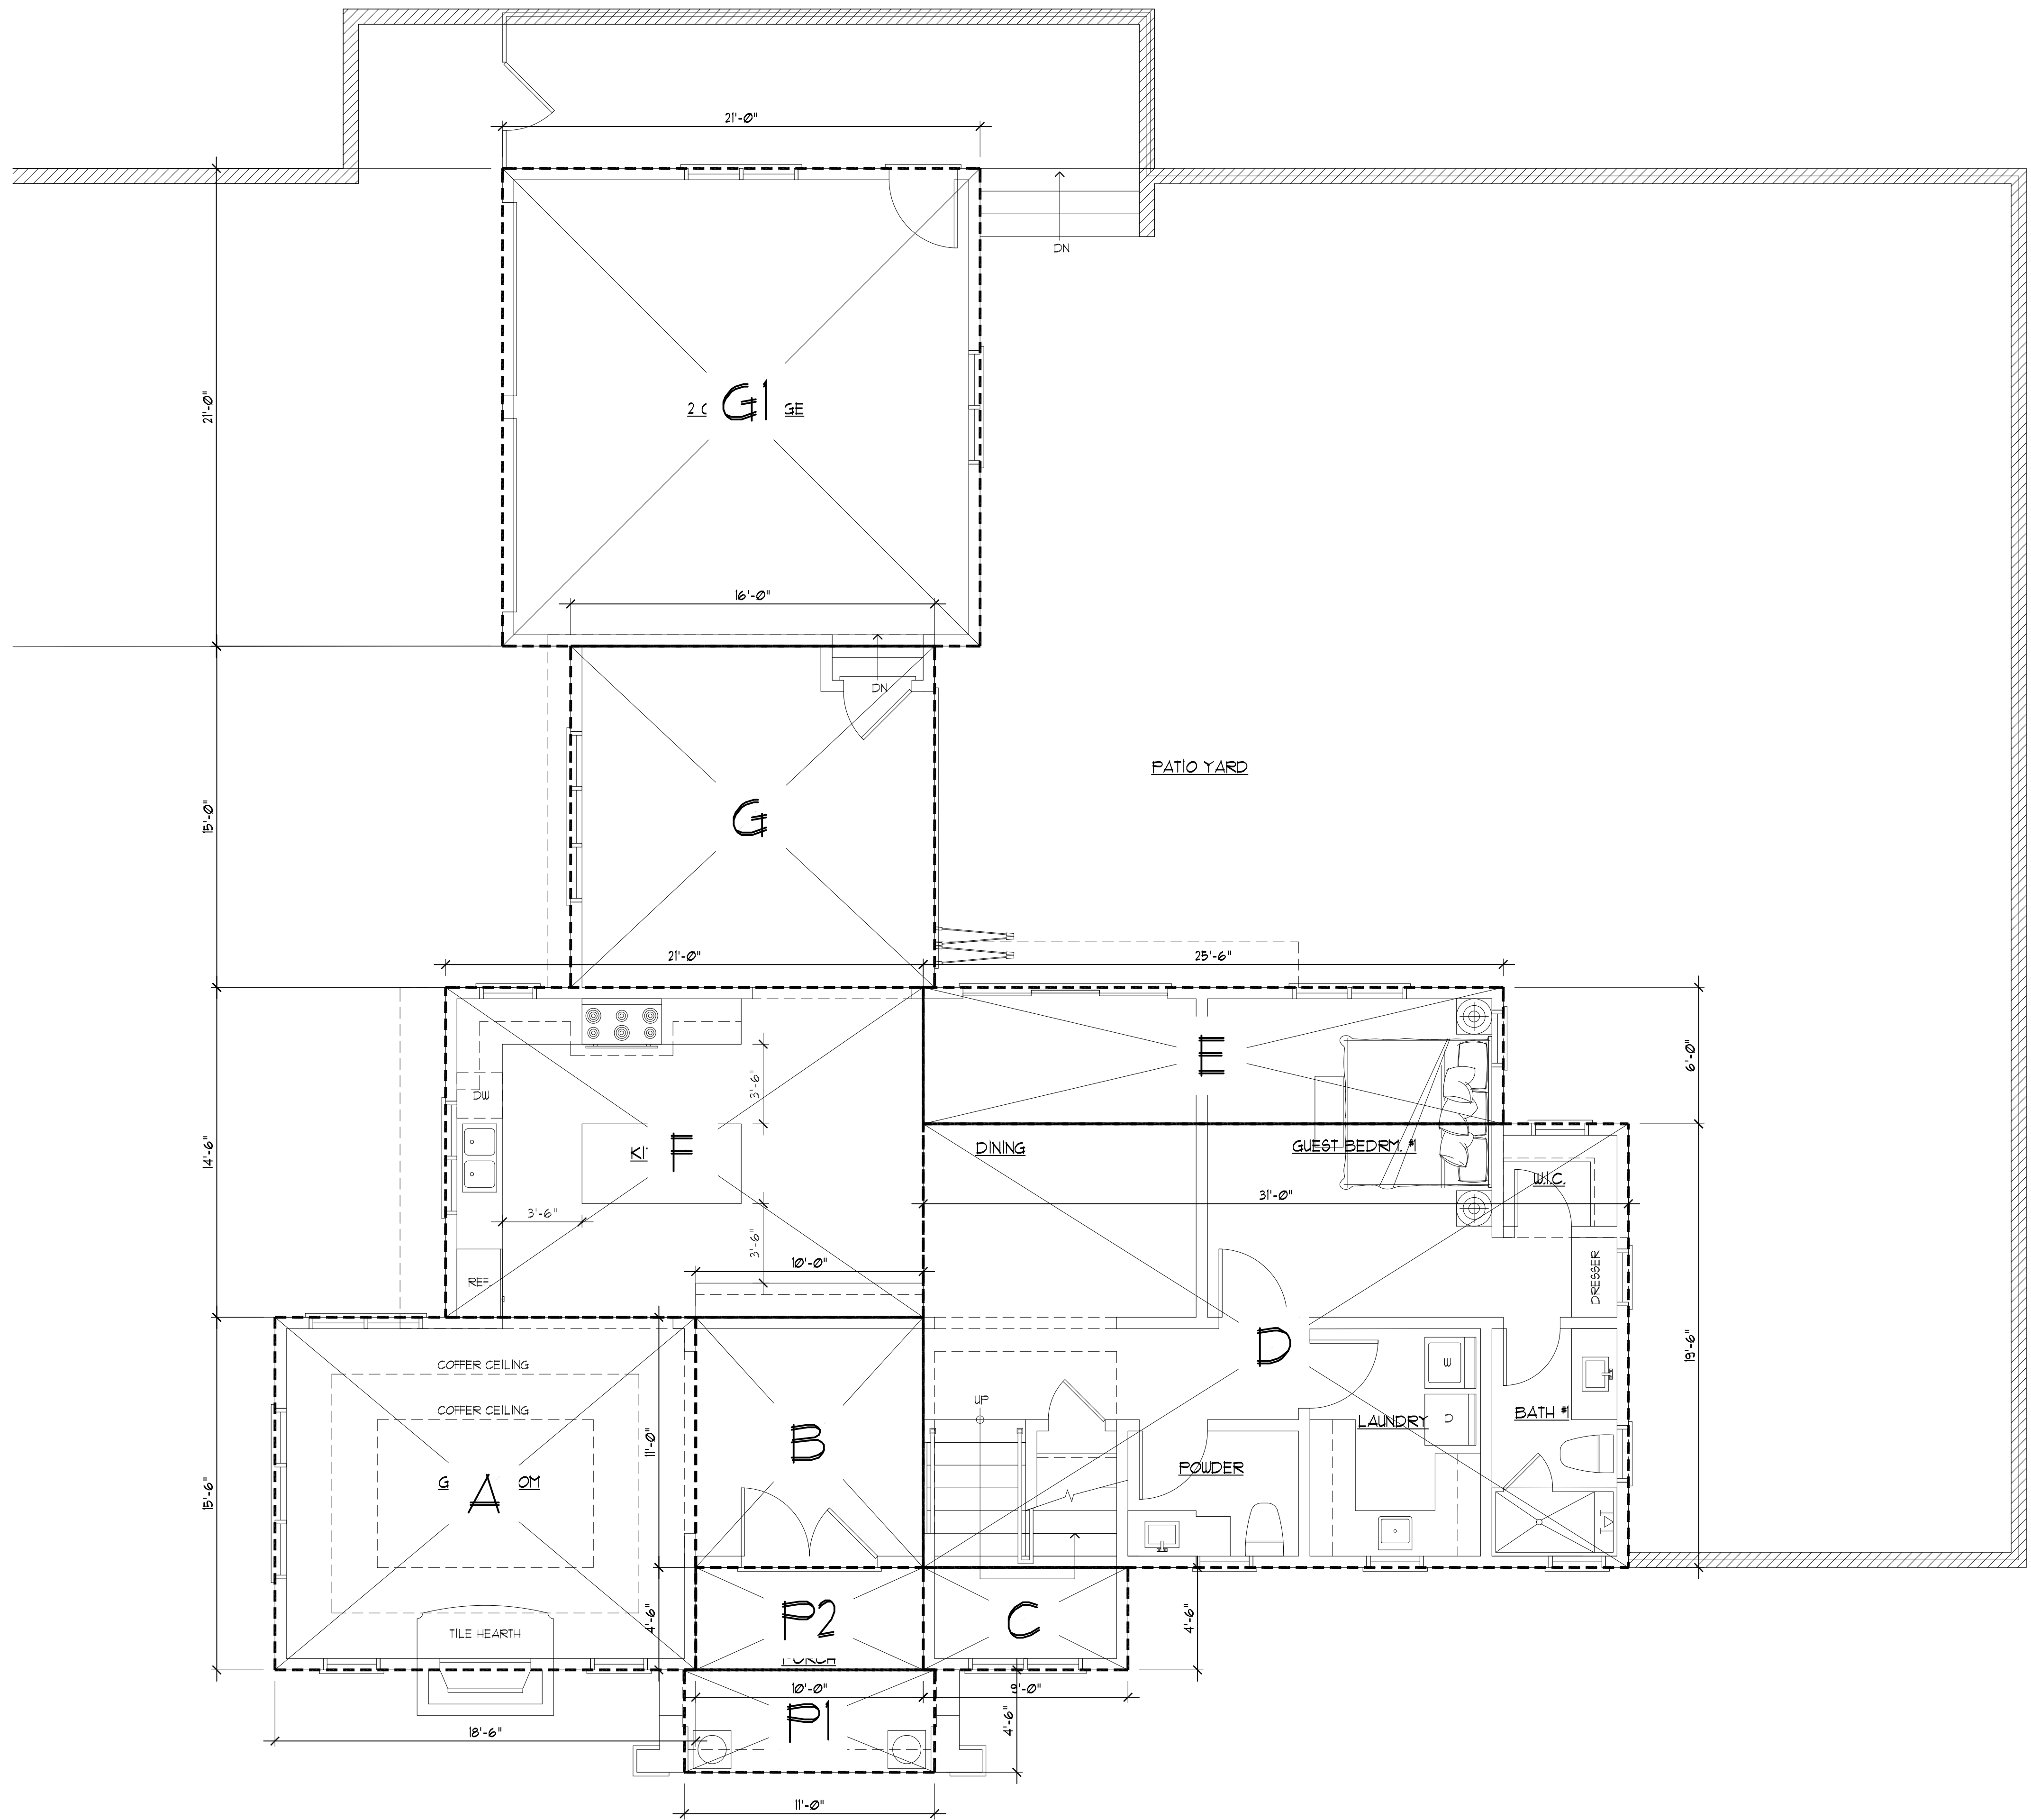 21'-0"
DN
21'-0"
2 C
G1
GE
16'-0"
DN
PATIO YARD
15'-0"
G
21'-0"
25'-6"
E
6'-0"
DW
3'-6"
14'-6"
F
DINING
GUEST BEDRM. #1
W.I.C.
31'-0"
3'-6"
3'-6"
10'-0"
REF.
DRESSER
D
19'-6"
COFFER CEILING
COFFER CEILING
W
UP
11'-0"
B
LAUNDRY
D
BATH #1
POWDER
15'-6"
G
A
OM
TILE HEARTH
4'-6"
P2
C
4'-6"
10'-0"
9'-0"
P1
4'-6"
18'-6"
11'-0"